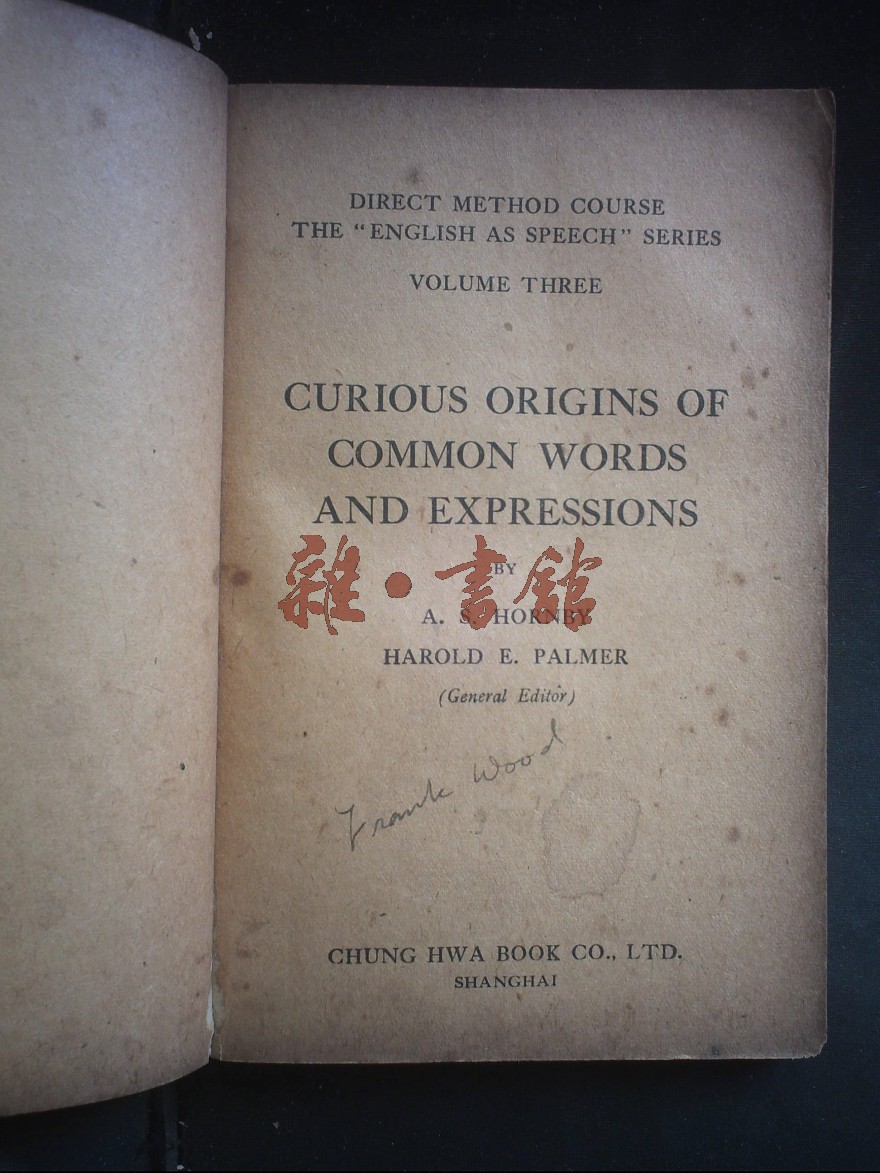 DIRECT METHOD COURSE
THE "ENGLISH AS SPEECH" SERIES
VOLUME THREE
CURIOUS ORIGINS OF
COMMON WORDS
AND EXPRESSIONS
BY
雜·書舘
A. S. HORNBY
HAROLD E. PALMER
(General Editor)
Frank Wood
CHUNG HWA BOOK CO., LTD.
SHANGHAI